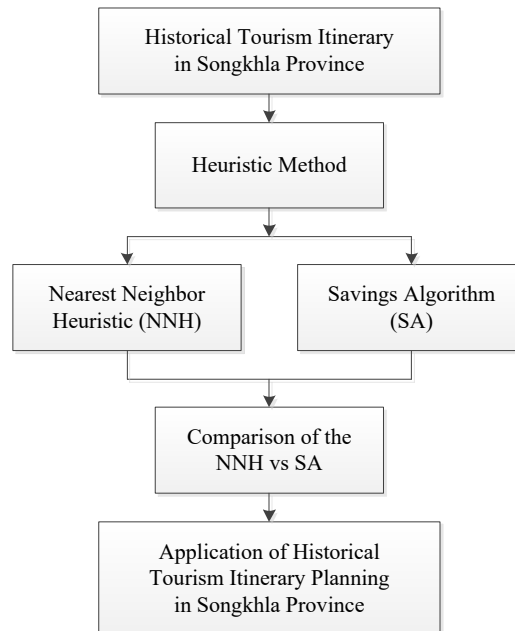 Historical Tourism Itinerary
in Songkhla Province
Heuristic Method
Nearest Neighbor
Heuristic (NNH)
Savings Algorithm
(SA)
Comparison of the
NNH vs SA
Application of Historical
Tourism Itinerary Planning
in Songkhla Province